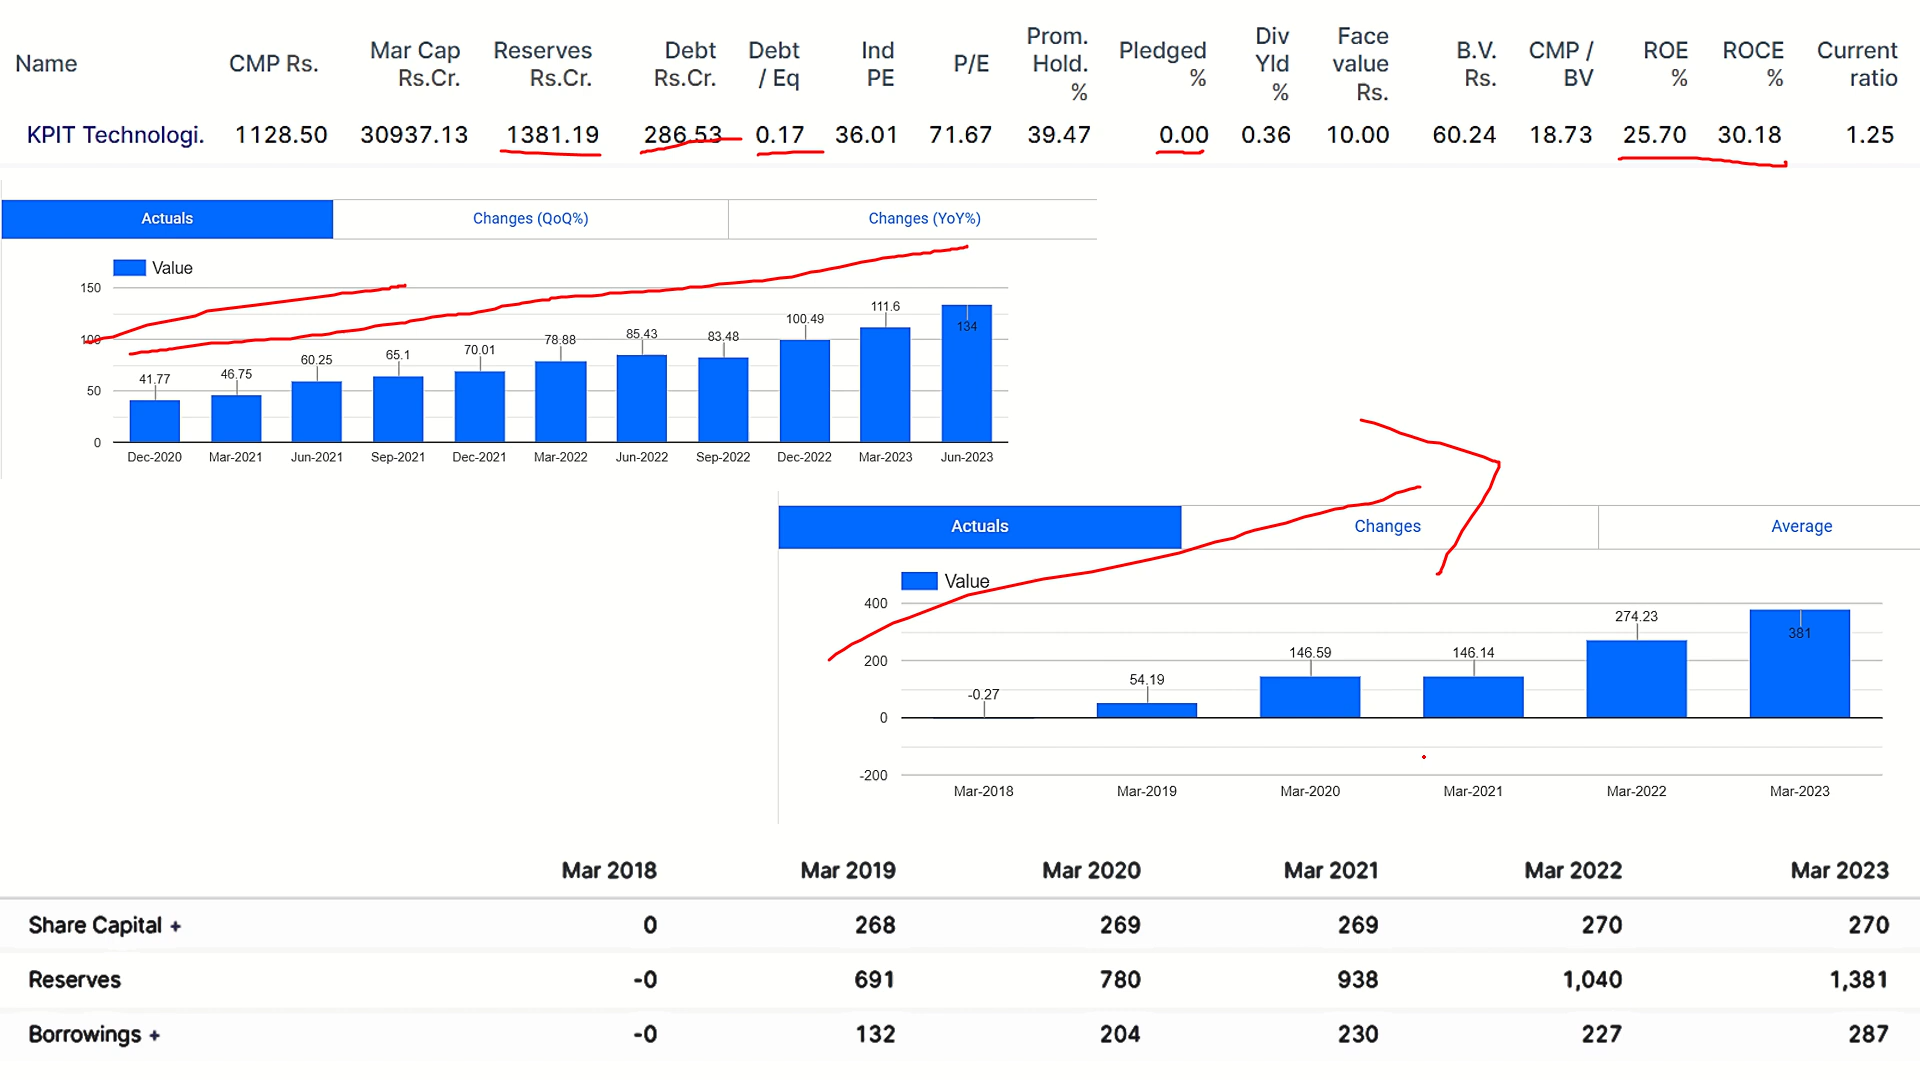 Name CMP Rs. Mar Cap Rs.Cr. Reserves Rs.Cr. Debt Rs.Cr. Debt / Eq Ind PE P/E Prom. Hold. % Pledged % Div Yld % Face value Rs. B.V. Rs. CMP / BV ROE % ROCE % Current ratio
KPIT Technologi. 1128.50 30937.13 1381.19 286.53 0.17 36.01 71.67 39.47 0.00 0.36 10.00 60.24 18.73 25.70 30.18 1.25
Actuals Changes (QoQ%) Changes (YoY%)
Value
150
100
50
0
41.77 46.75 60.25 65.1 70.01 78.88 85.43 83.48 100.49 111.6 134
Dec-2020 Mar-2021 Jun-2021 Sep-2021 Dec-2021 Mar-2022 Jun-2022 Sep-2022 Dec-2022 Mar-2023 Jun-2023
Actuals Changes Average
Value
400
200
0
-200
-0.27 54.19 146.59 146.14 274.23 381
Mar-2018 Mar-2019 Mar-2020 Mar-2021 Mar-2022 Mar-2023
Mar 2018 Mar 2019 Mar 2020 Mar 2021 Mar 2022 Mar 2023
Share Capital + 0 268 269 269 270 270
Reserves -0 691 780 938 1,040 1,381
Borrowings + -0 132 204 230 227 287